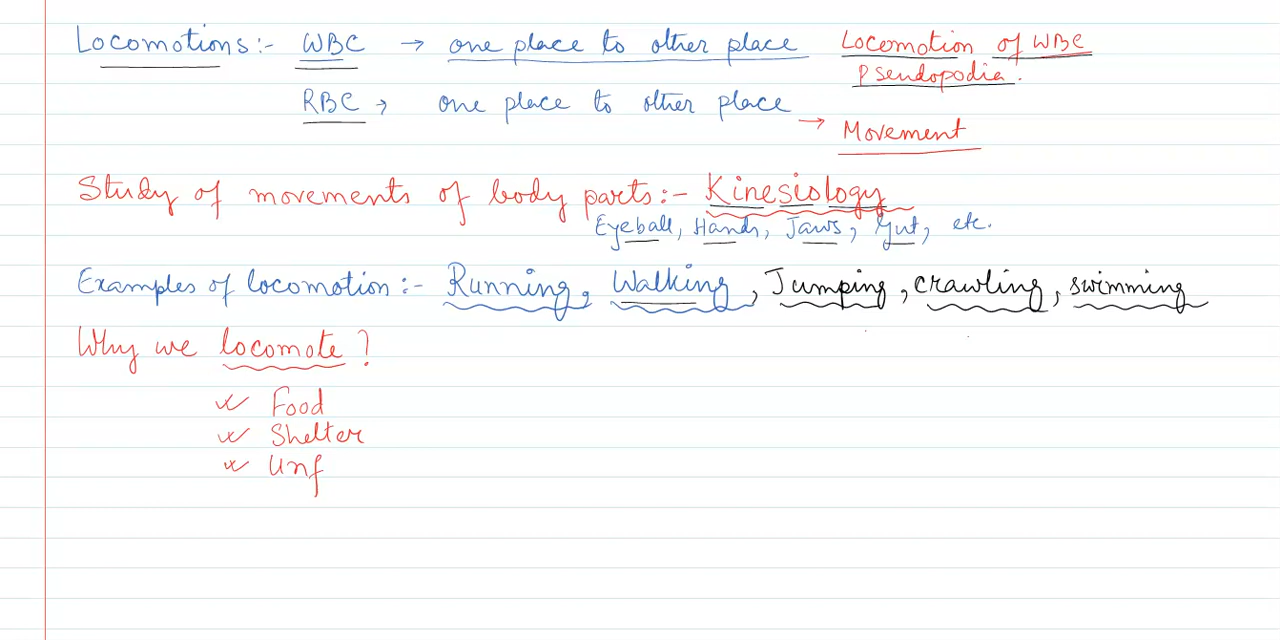 Locomotions:- WBC → one place to other place Locomotion of WBC
Pseudopodia.
RBC → one place to other place
→ Movement
Study of movements of body parts:- Kinesiology
Eyeball, Hands, Jaws, Gut, etc.
Examples of locomotion:- Running, Walking, Jumping, crawling, swimming
Why we locomote?
Food
Shelter
Unf